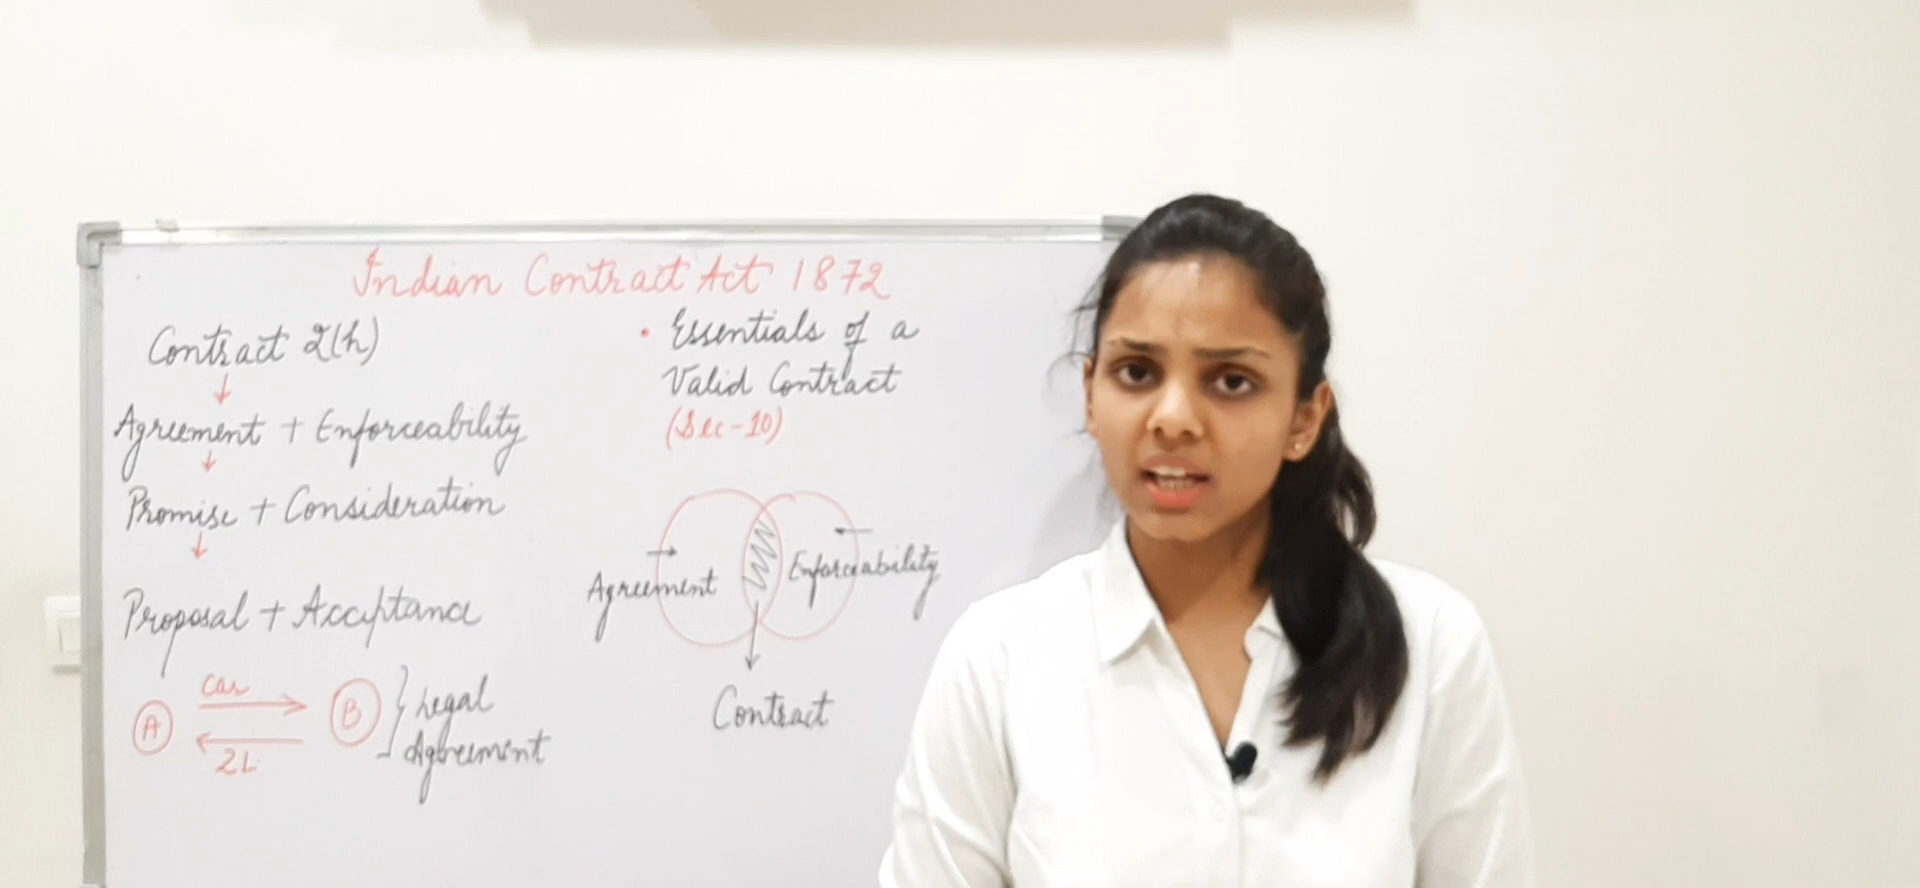 Indian Contract Act 1872
Contract 2(h)
Agreement + Enforceability
Promise + Consideration
Proposal + Acceptance
A car B
2L
Legal
Agreement
• Essentials of a
Valid Contract
(Sec-10)
Agreement Enforceability
Contract